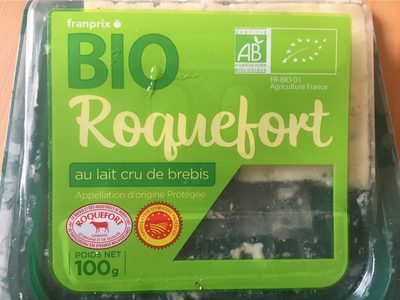 franprix
BIO
Roquefort
au lait cru de brebis
Appellation d'origine Protégée
AB
AGRICULTURE
BIOLOGIQUE
FR-BIO-01
Agriculture France
ROQUEFORT
POIDS NET
100g